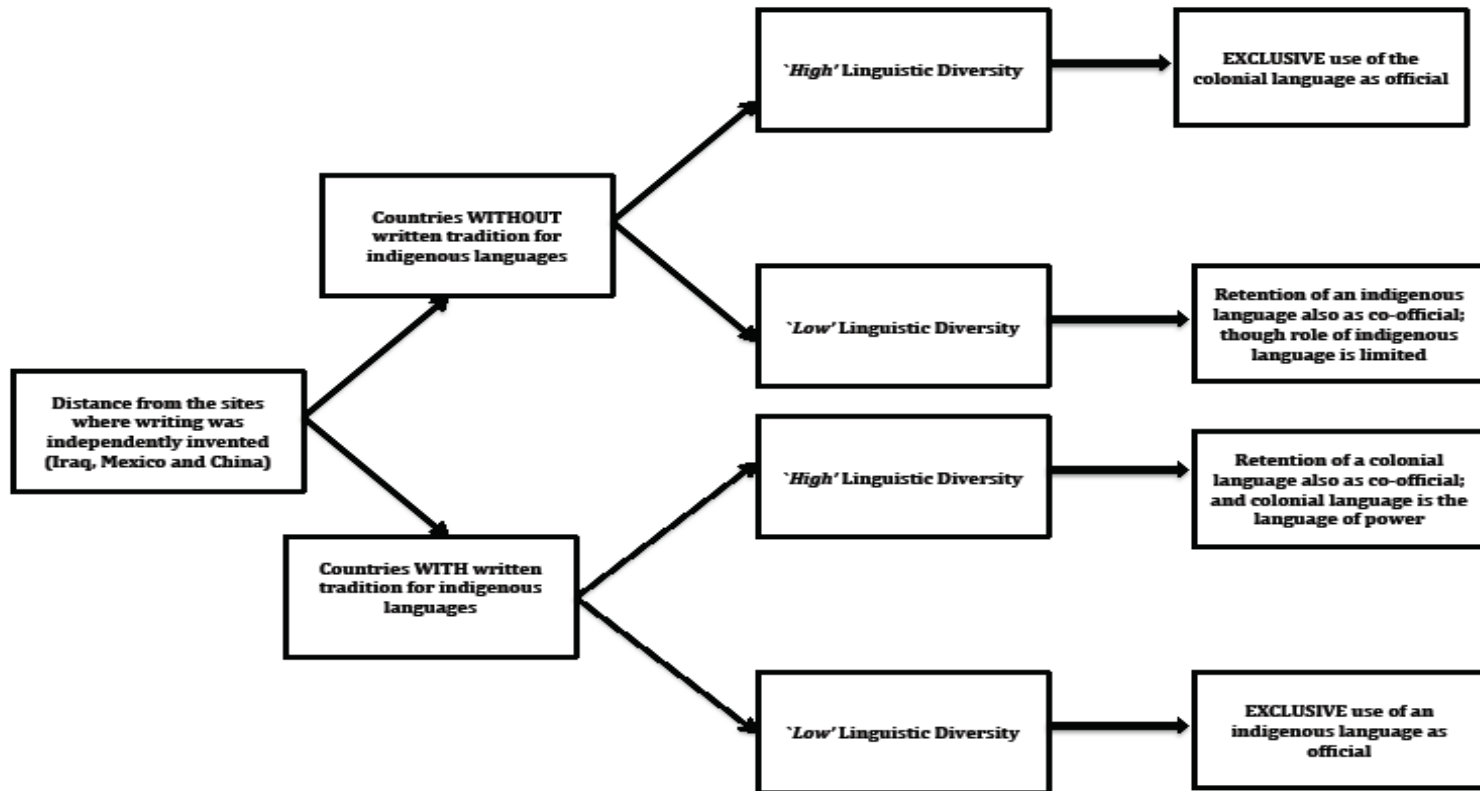 `High' Linguistic Diversity
EXCLUSIVE use of the
colonial language as official
Countries WITHOUT
written tradition for
indigenous languages
`Low' Linguistic Diversity
Retention of an indigenous
language also as co-official;
though role of indigenous
language is limited
Distance from the sites
where writing was
independently invented
(Iraq, Mexico and China)
`High' Linguistic Diversity
Retention of a colonial
language also as co-official;
and colonial language is the
language of power
Countries WITH written
tradition for indigenous
languages
`Low' Linguistic Diversity
EXCLUSIVE use of an
indigenous language as
official